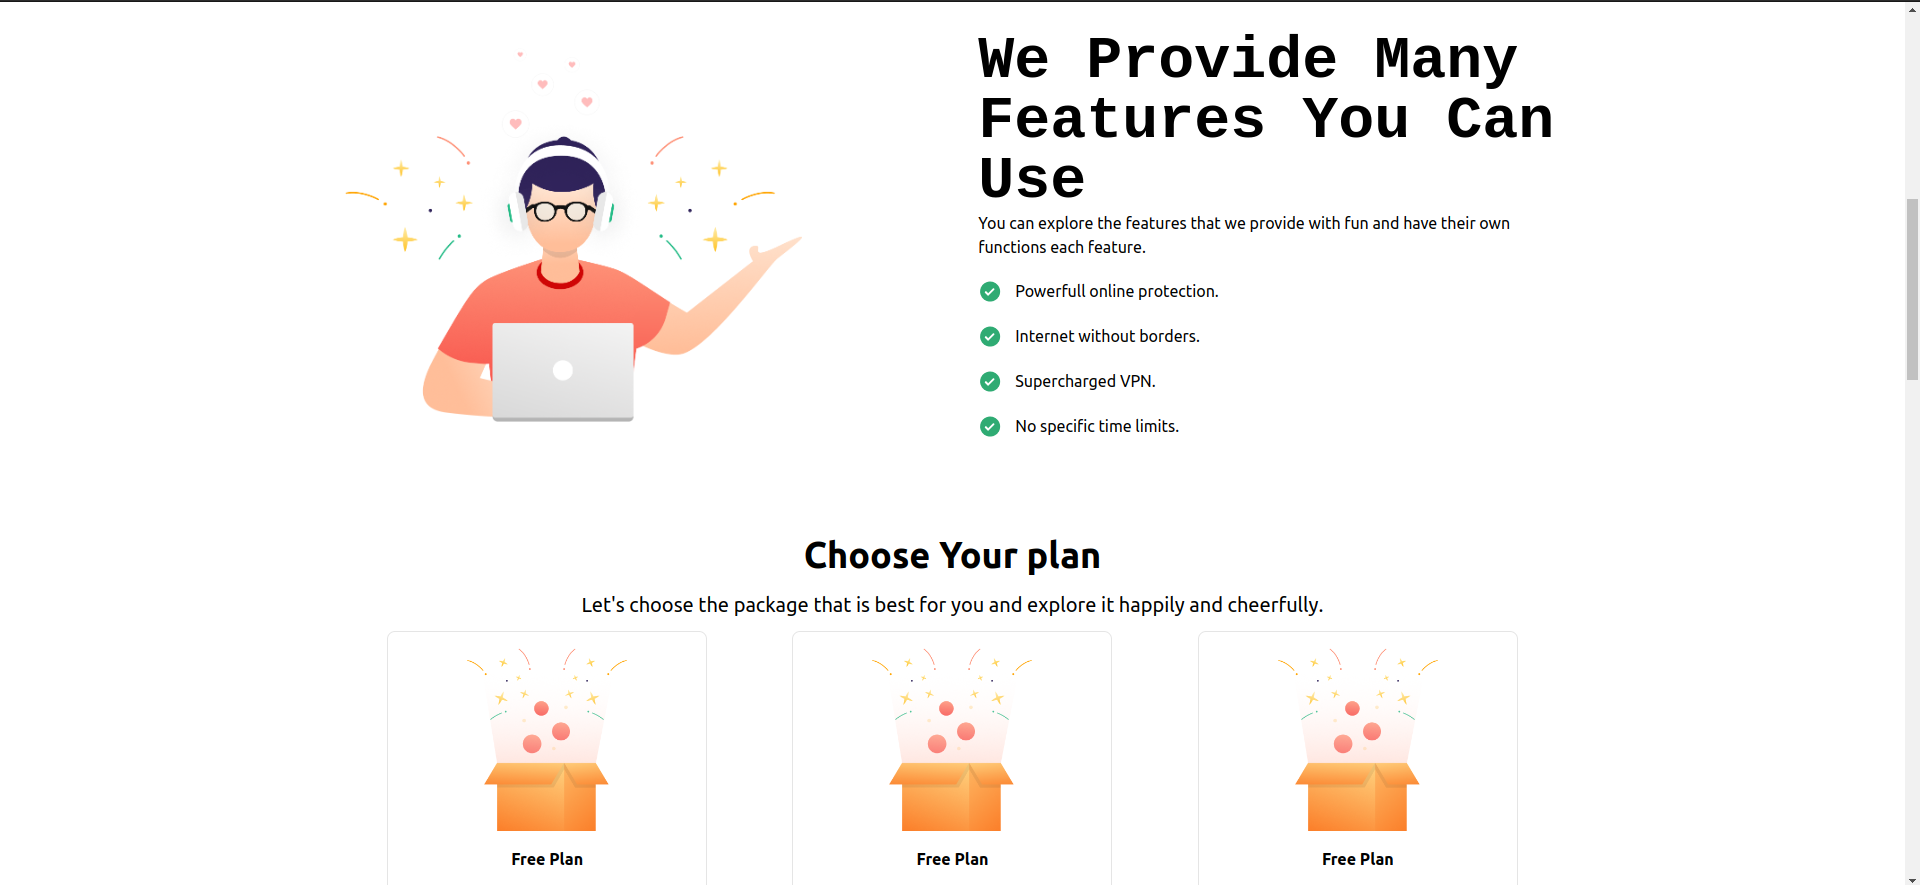 We Provide Many
Features You Can
Use
You can explore the features that we provide with fun and have their own
functions each feature.
Powerfull online protection.
Internet without borders.
Supercharged VPN.
No specific time limits.
Choose Your plan
Let's choose the package that is best for you and explore it happily and cheerfully.
Free Plan
Free Plan
Free Plan